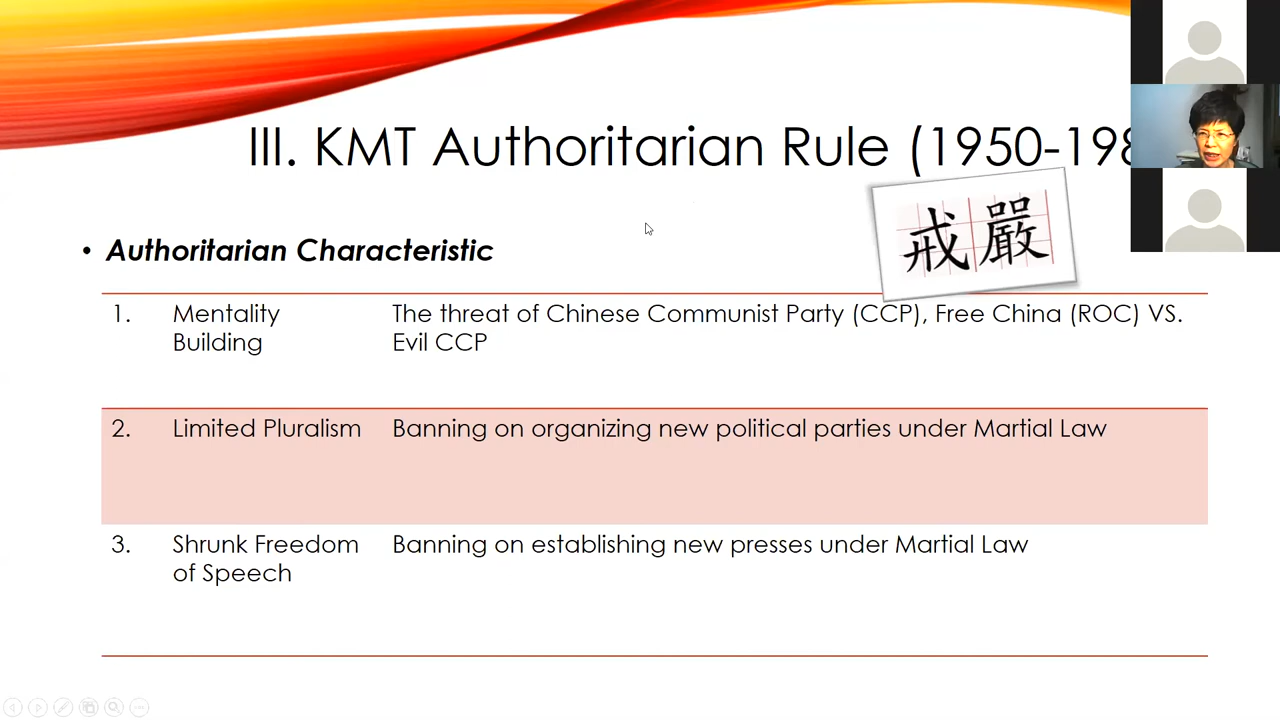 III. KMT Authoritarian Rule (1950-198
戒嚴
• Authoritarian Characteristic
1. Mentality Building The threat of Chinese Communist Party (CCP), Free China (ROC) VS. Evil CCP
2. Limited Pluralism Banning on organizing new political parties under Martial Law
3. Shrunk Freedom of Speech Banning on establishing new presses under Martial Law